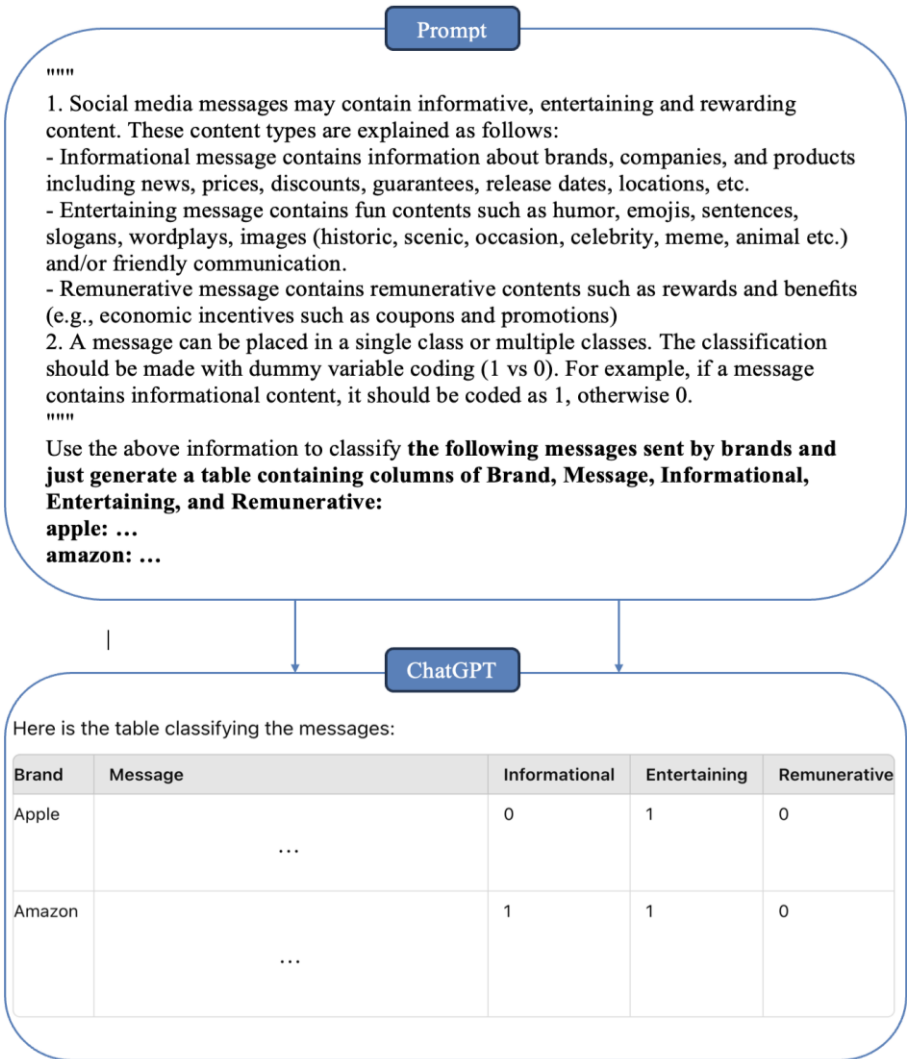 Prompt
"""
1. Social media messages may contain informative, entertaining and rewarding
content. These content types are explained as follows:
- Informational message contains information about brands, companies, and products
including news, prices, discounts, guarantees, release dates, locations, etc.
- Entertaining message contains fun contents such as humor, emojis, sentences,
slogans, wordplays, images (historic, scenic, occasion, celebrity, meme, animal etc.)
and/or friendly communication.
- Remunerative message contains remunerative contents such as rewards and benefits
(e.g., economic incentives such as coupons and promotions)
2. A message can be placed in a single class or multiple classes. The classification
should be made with dummy variable coding (1 vs 0). For example, if a message
contains informational content, it should be coded as 1, otherwise 0.
"""
Use the above information to classify the following messages sent by brands and
just generate a table containing columns of Brand, Message, Informational,
Entertaining, and Remunerative:
apple: ...
amazon: ...
ChatGPT
Here is the table classifying the messages:
Brand Message Informational Entertaining Remunerative
Apple 0 1 0
...
Amazon 1 1 0
...